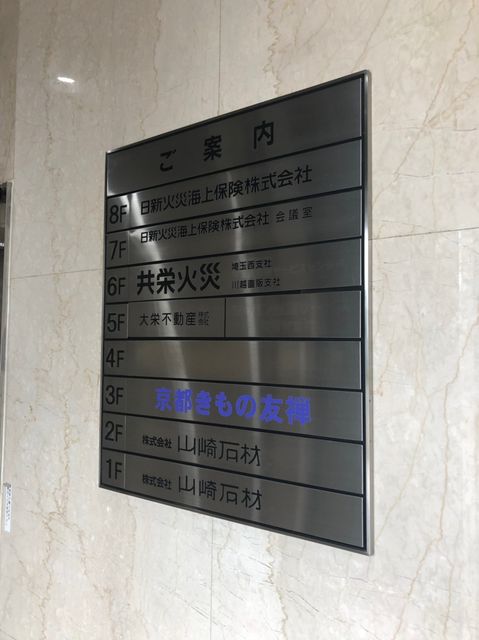 ご案内
8F 日新火災海上保険株式会社
7F 日新火災海上保険株式会社 会議室
6F 共栄火災 埼玉西支社
川越直販支社
5F 大栄不動産株式会社
4F
3F 京都きもの友禅
2F 株式会社 山崎石材
1F 株式会社 山崎石材